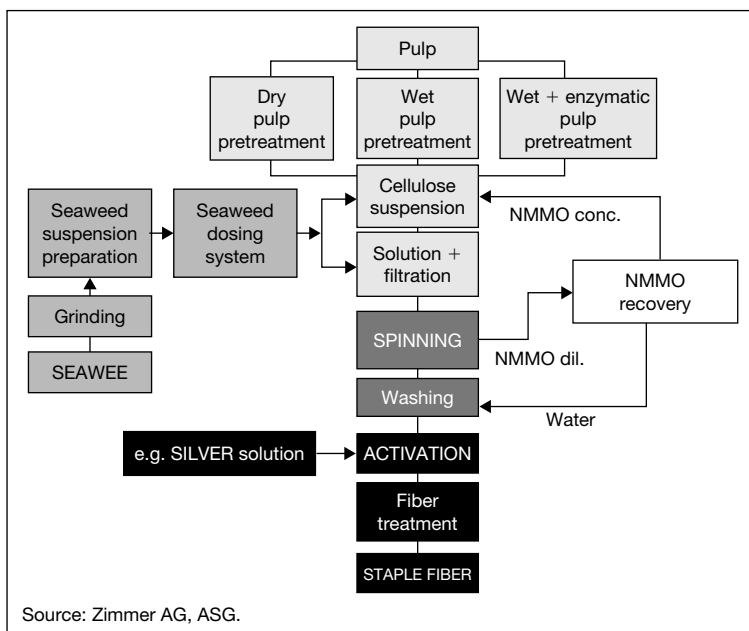 Pulp
Dry
pulp
pretreatment
Wet
pulp
pretreatment
Wet + enzymatic
pulp
pretreatment
Cellulose
suspension
NMMO conc.
Seaweed
suspension
preparation
Seaweed
dosing
system
Solution +
filtration
NMMO
recovery
Grinding
SPINNING
NMMO dil.
SEAWEE
Washing
Water
e.g. SILVER solution
ACTIVATION
Fiber
treatment
STAPLE FIBER
Source: Zimmer AG, ASG.